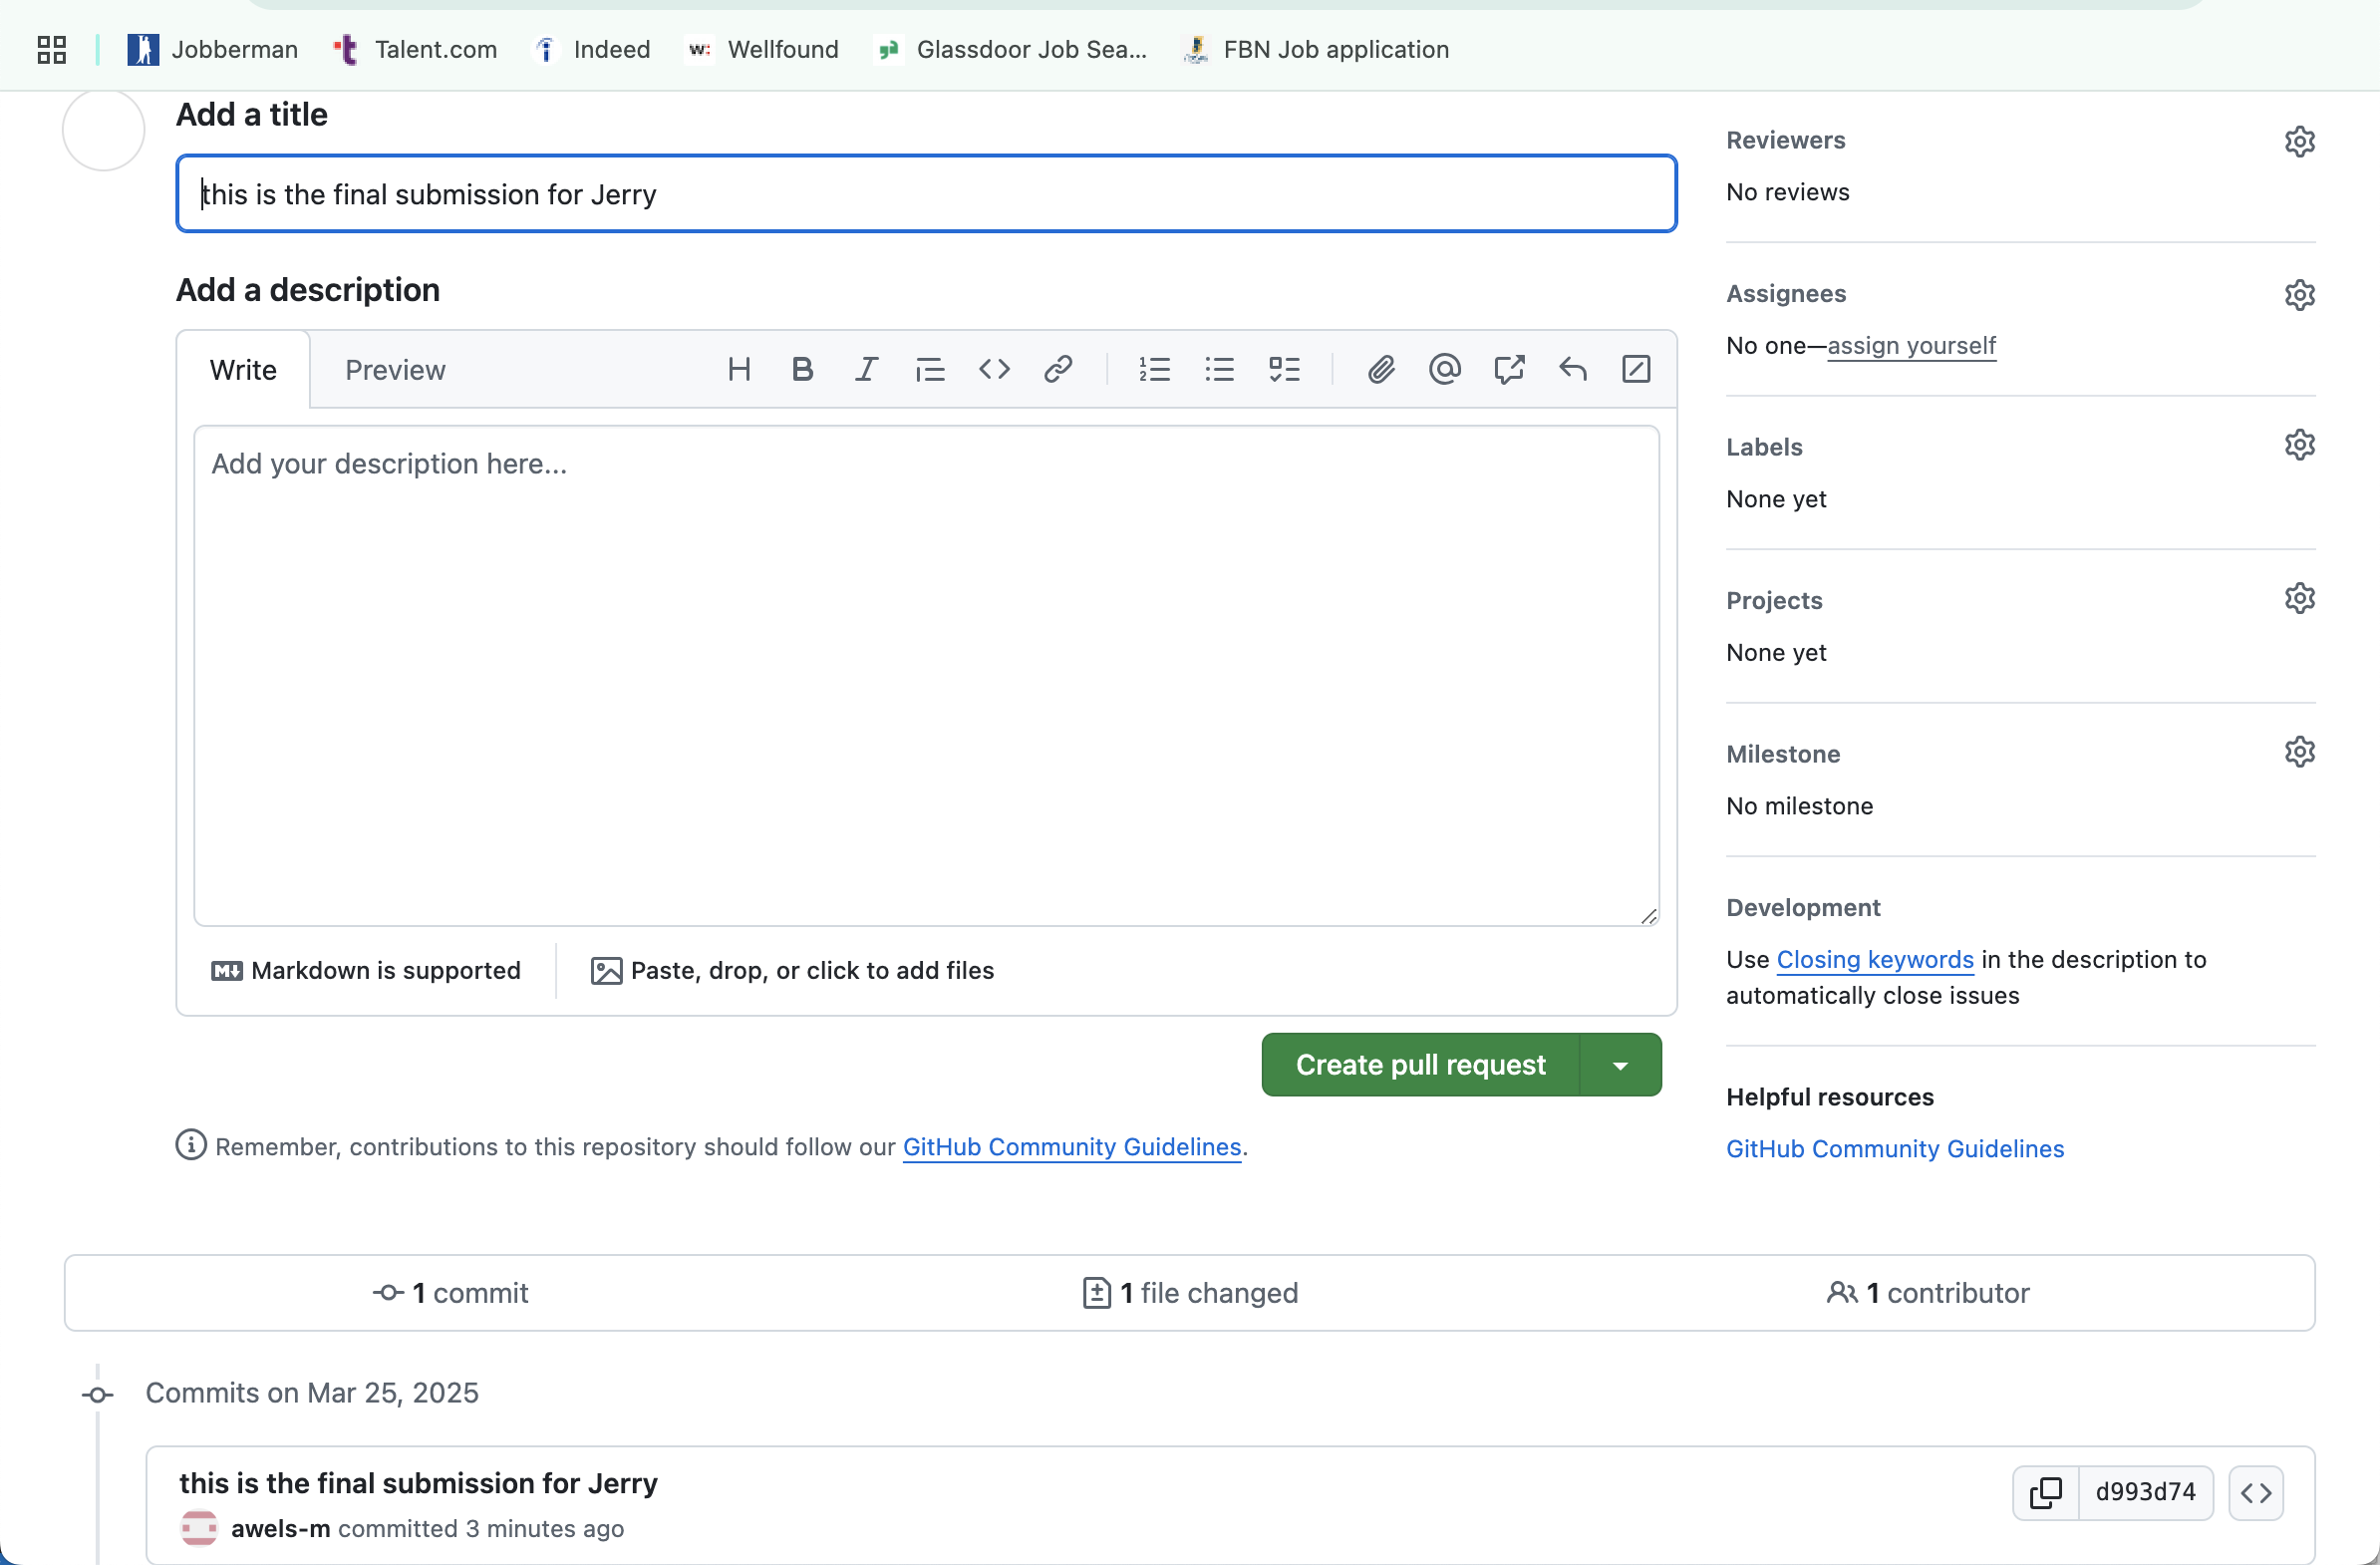 Jobberman Talent.com Indeed Wellfound Glassdoor Job Sea... FBN Job application
Add a title
this is the final submission for Jerry
Add a description
Write Preview
Add your description here...
Markdown is supported Paste, drop, or click to add files
Create pull request
Remember, contributions to this repository should follow our GitHub Community Guidelines.
Reviewers
No reviews
Assignees
No one—assign yourself
Labels
None yet
Projects
None yet
Milestone
No milestone
Development
Use Closing keywords in the description to
automatically close issues
Helpful resources
GitHub Community Guidelines
1 commit 1 file changed 1 contributor
Commits on Mar 25, 2025
this is the final submission for Jerry
d993d74
awels-m committed 3 minutes ago